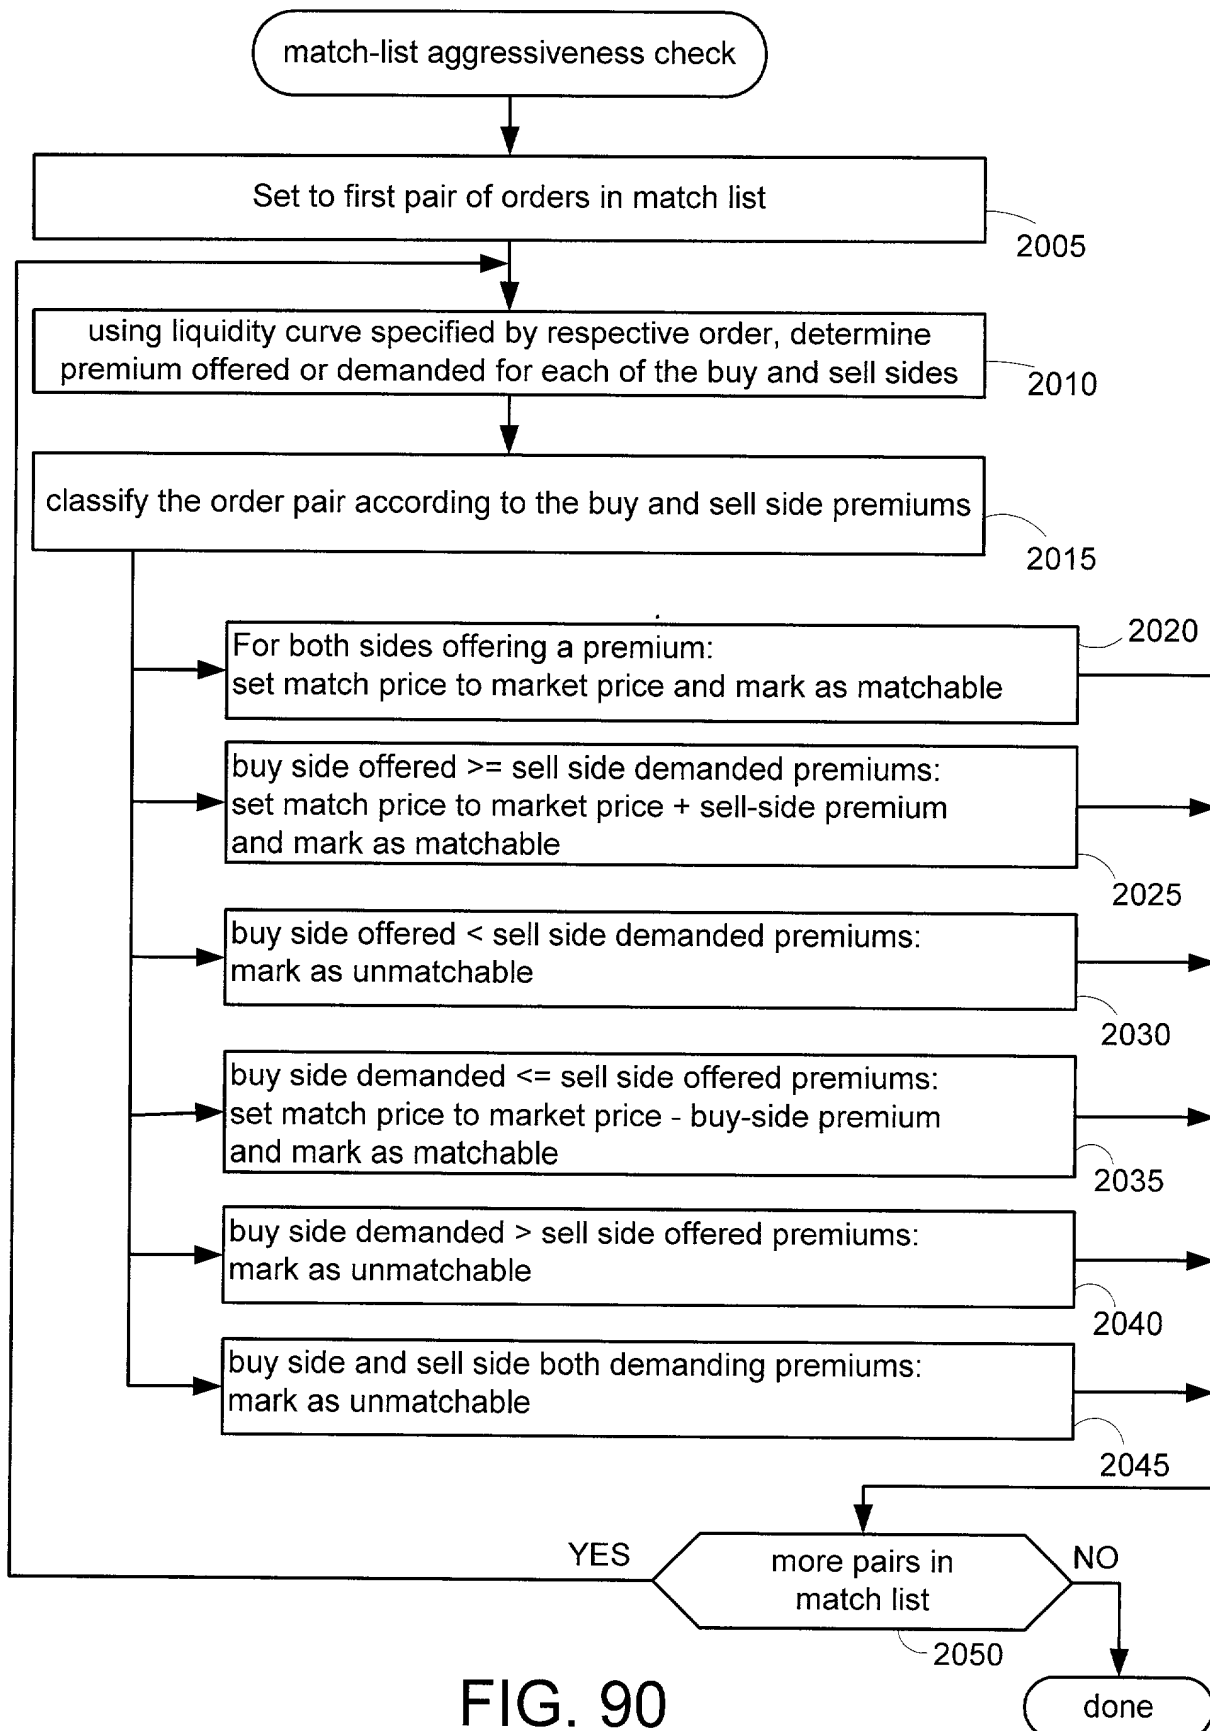 match-list aggressiveness check
Set to first pair of orders in match list
2005
using liquidity curve specified by respective order, determine
premium offered or demanded for each of the buy and sell sides
2010
classify the order pair according to the buy and sell side premiums
2015
For both sides offering a premium:
set match price to market price and mark as matchable
2020
buy side offered >= sell side demanded premiums:
set match price to market price + sell-side premium
and mark as matchable
2025
buy side offered < sell side demanded premiums:
mark as unmatchable
2030
buy side demanded <= sell side offered premiums:
set match price to market price - buy-side premium
and mark as matchable
2035
buy side demanded > sell side offered premiums:
mark as unmatchable
2040
buy side and sell side both demanding premiums:
mark as unmatchable
2045
YES
more pairs in
match list
NO
2050
done
FIG. 90